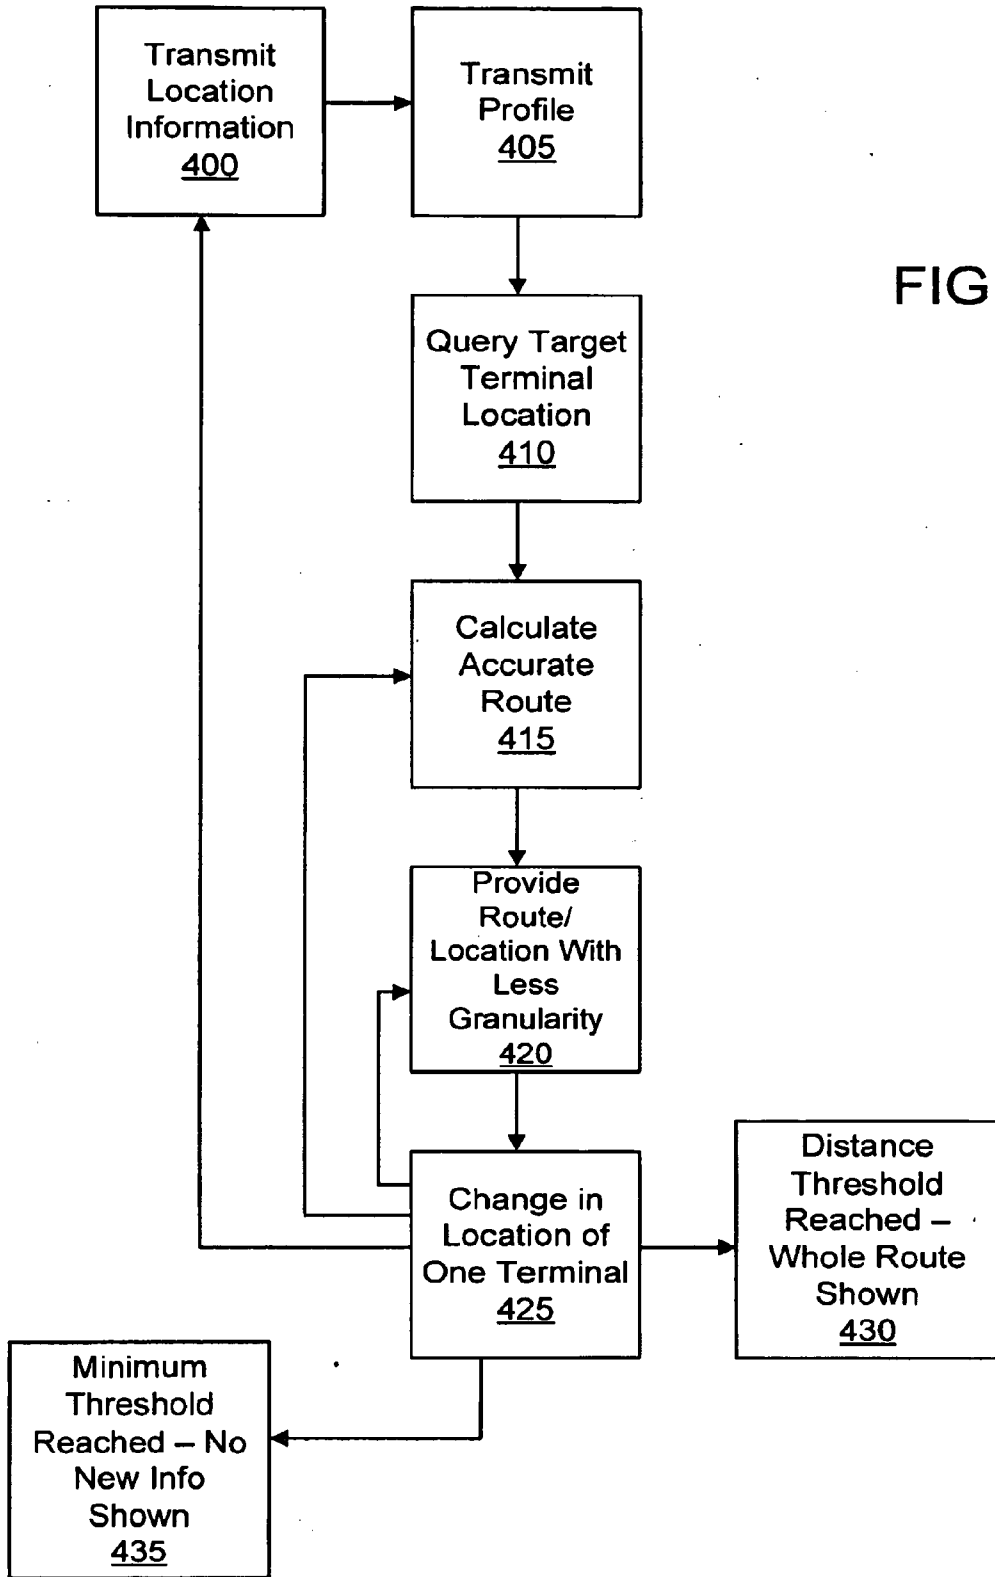 Transmit
Location
Information
400
Transmit
Profile
405
FIG
Query Target
Terminal
Location
410
Calculate
Accurate
Route
415
Provide
Route/
Location With
Less
Granularity
420
Change in
Location of
One Terminal
425
Distance
Threshold
Reached –
Whole Route
Shown
430
Minimum
Threshold
Reached – No
New Info
Shown
435